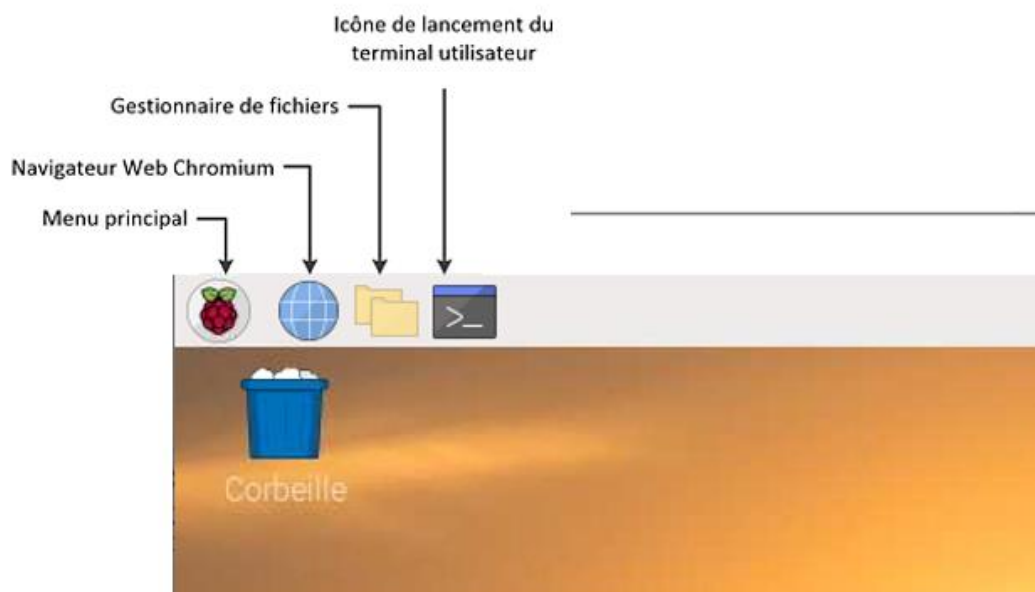 Icône de lancement du
terminal utilisateur
Gestionnaire de fichiers
Navigateur Web Chromium
Menu principal
>_
Corbeille